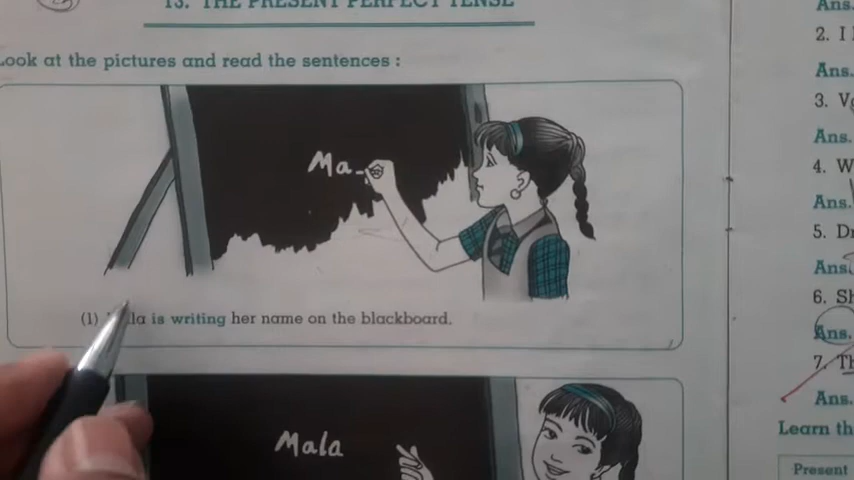 13. THE PRESENT PERFECT TENSE
Look at the pictures and read the sentences :
Ma
(1) is writing her name on the blackboard.
Mala
Ans.
2. I
Ans.
3.
Ans.
4. W
Ans.
5. Dr
Ans.
6. Sh
Ans.
7. Th
Ans.
Learn th
Present